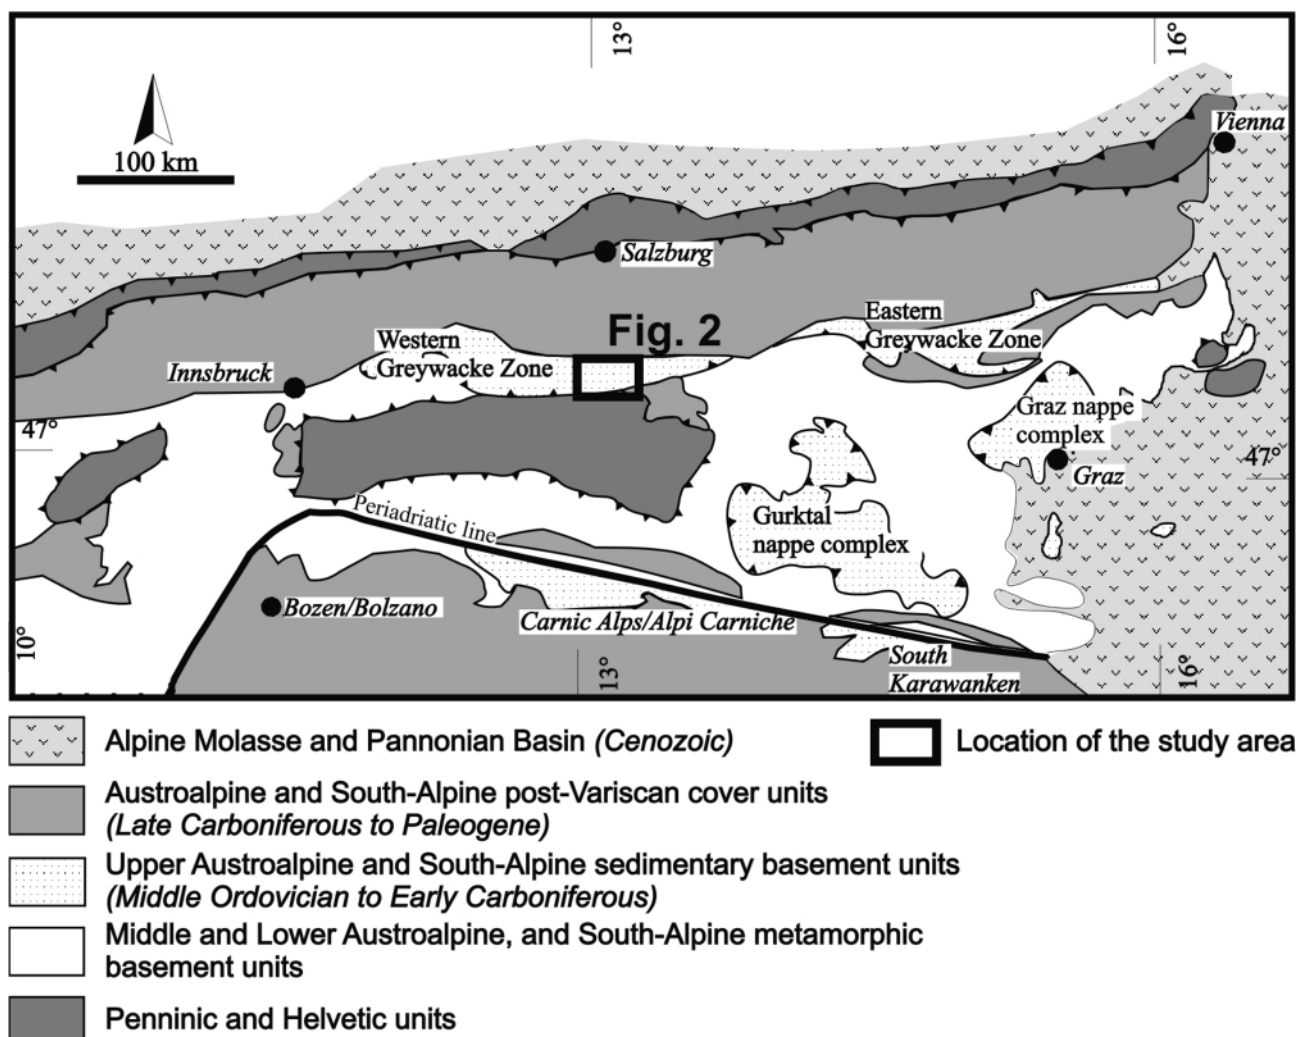 13°
16°
Vienna
100 km
Salzburg
Fig. 2
Eastern
Greywacke Zone
Western
Greywacke Zone
Innsbruck
Graz nappe
complex
47°
47°
Graz
Periadriatic line
Gurktal
nappe complex
Bozen/Bolzano
Carnic Alps/Alpi Carniche
10°
13°
South
Karawanken
16°
Alpine Molasse and Pannonian Basin (Cenozoic)
Location of the study area
Austroalpine and South-Alpine post-Variscan cover units
(Late Carboniferous to Paleogene)
Upper Austroalpine and South-Alpine sedimentary basement units
(Middle Ordovician to Early Carboniferous)
Middle and Lower Austroalpine, and South-Alpine metamorphic
basement units
Penninic and Helvetic units